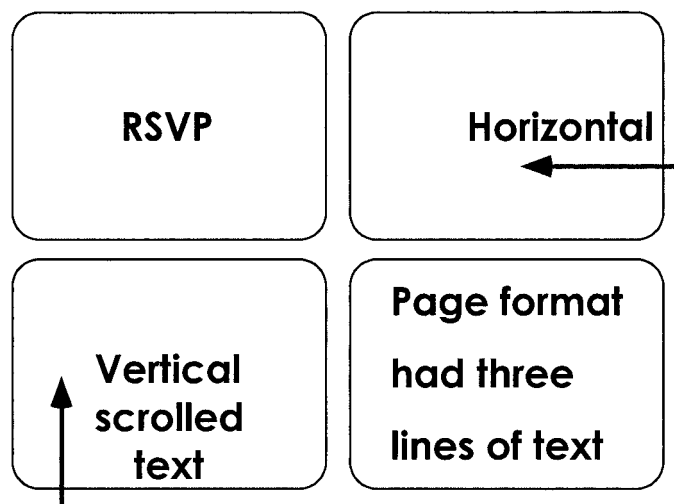 RSVP
Horizontal
Vertical
scrolled
text
Page format
had three
lines of text